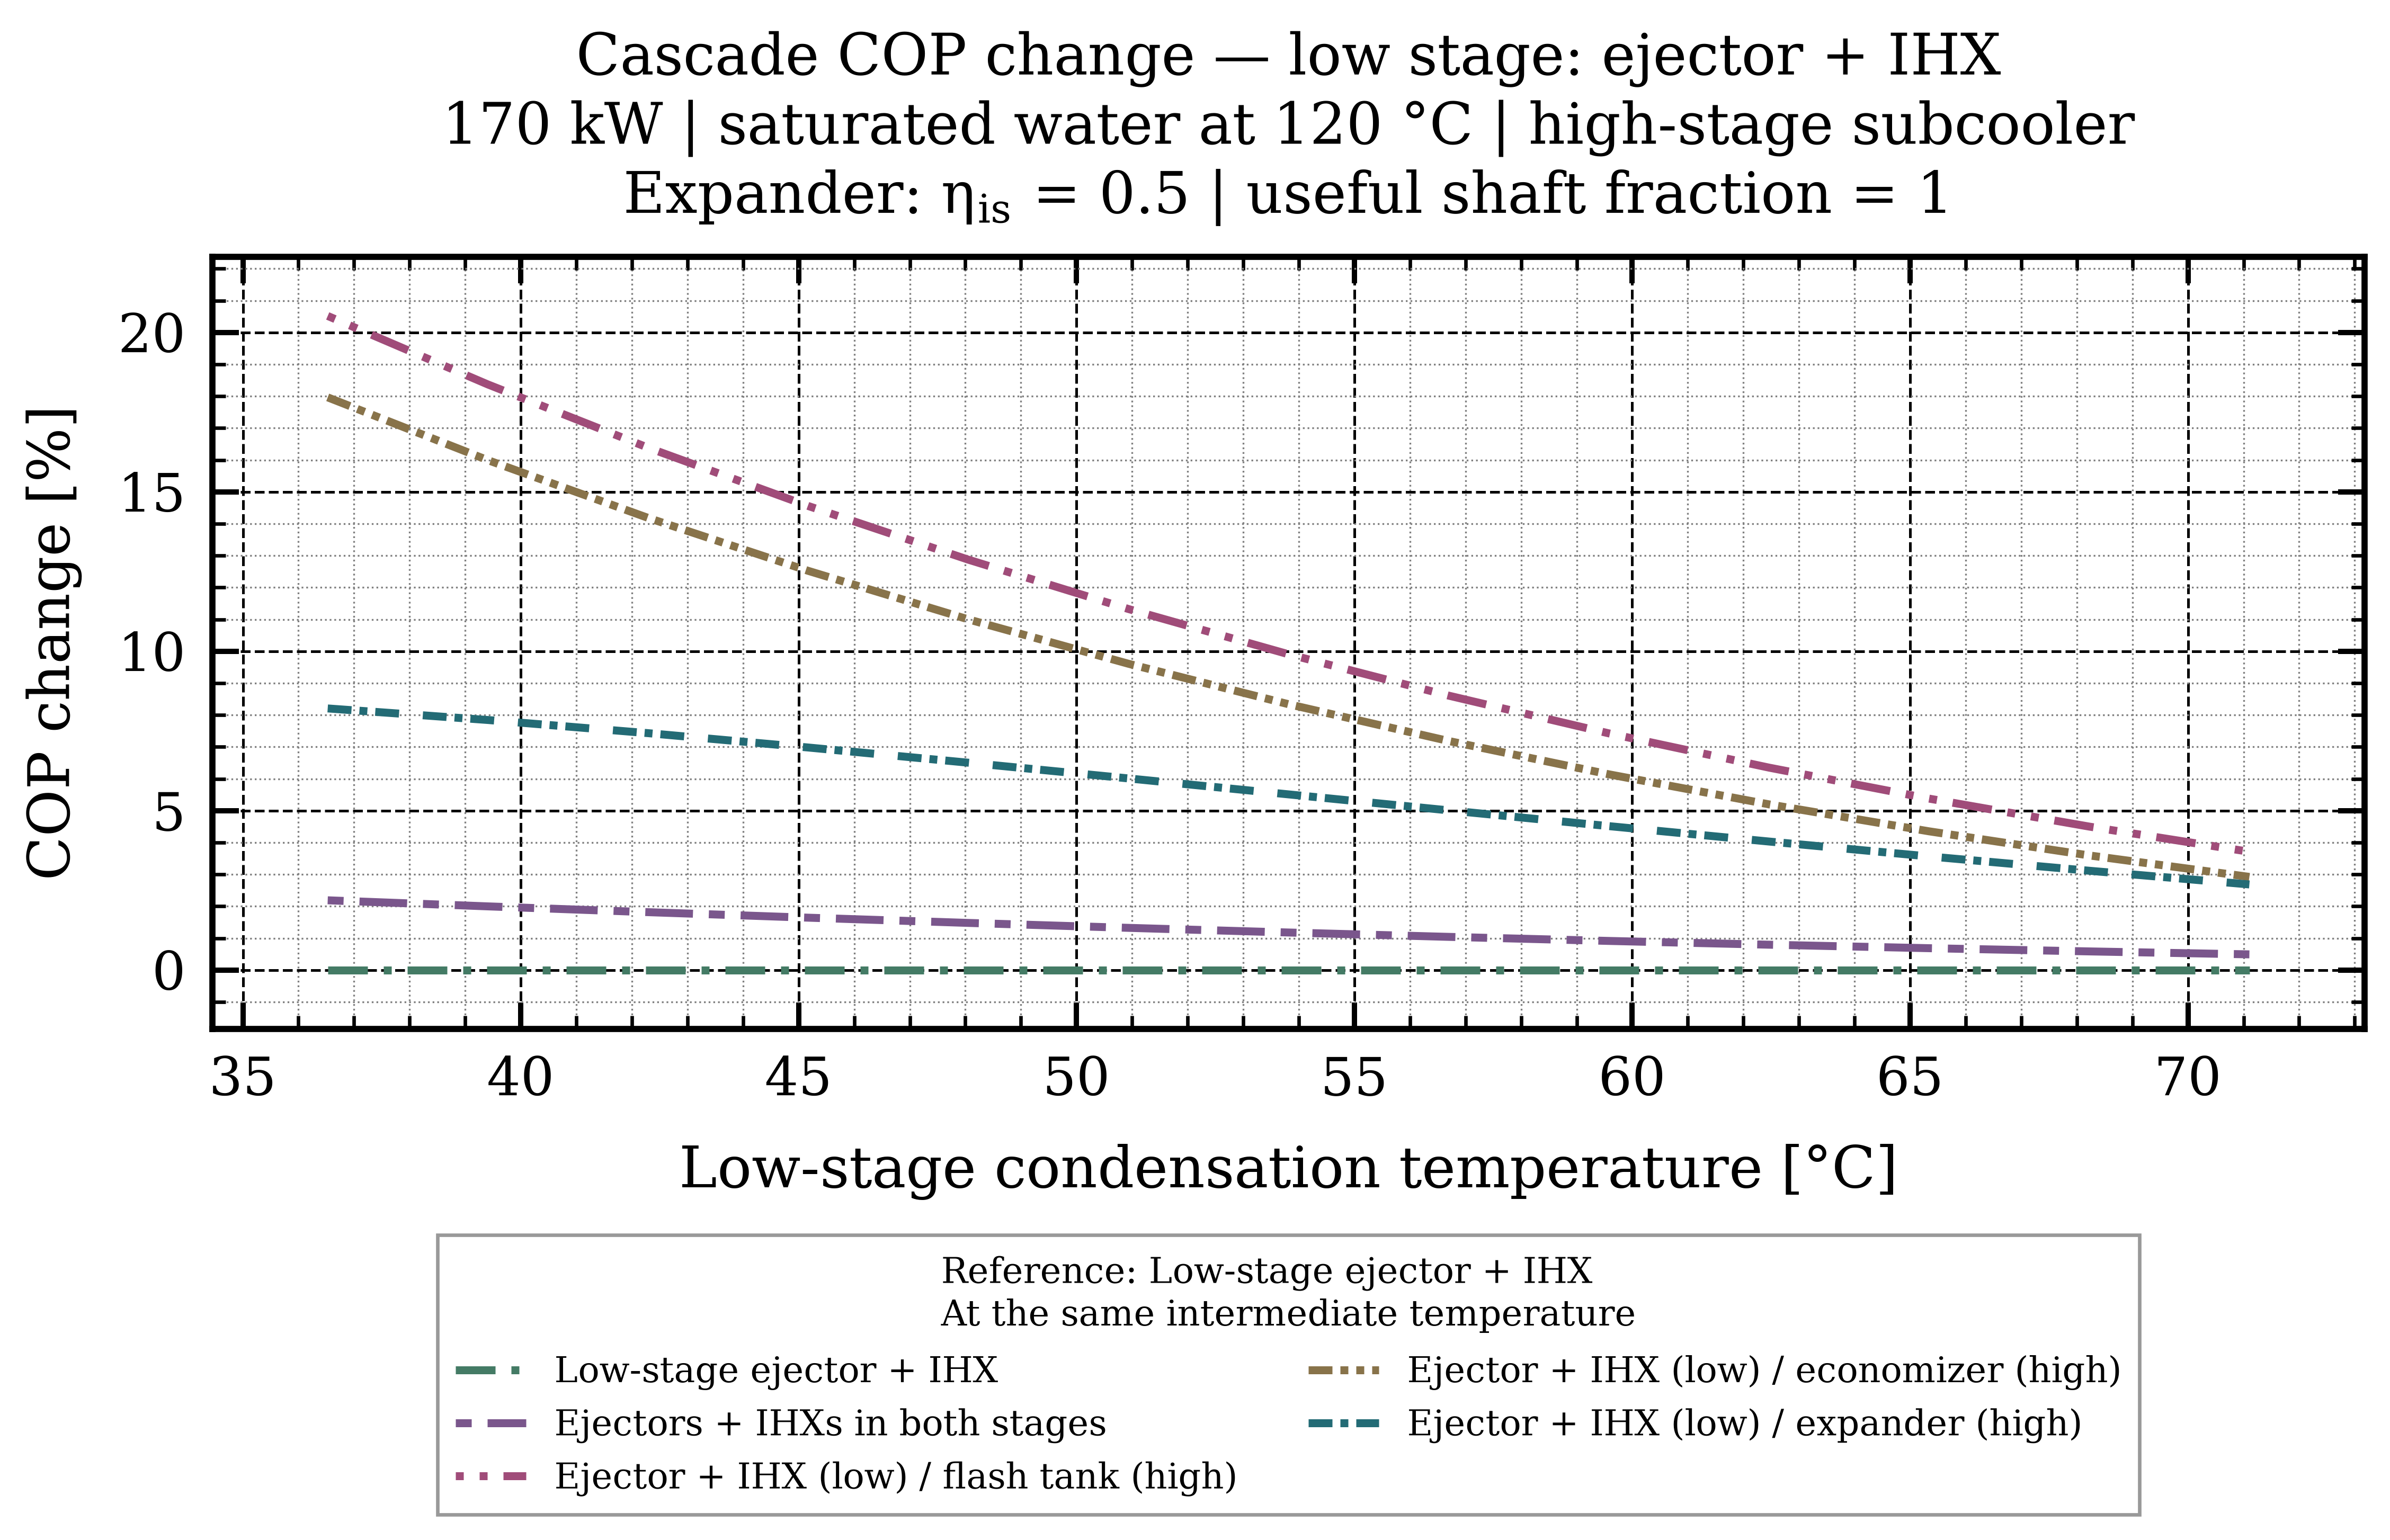 Cascade COP change — low stage: ejector + IHX
170 kW | saturated water at 120 °C | high-stage subcooler
Expander: ηis = 0.5 | useful shaft fraction = 1
COP change [%]
20
15
10
5
0
35 40 45 50 55 60 65 70
Low-stage condensation temperature [°C]
Reference: Low-stage ejector + IHX
At the same intermediate temperature
Low-stage ejector + IHX
Ejectors + IHXs in both stages
Ejector + IHX (low) / flash tank (high)
Ejector + IHX (low) / economizer (high)
Ejector + IHX (low) / expander (high)